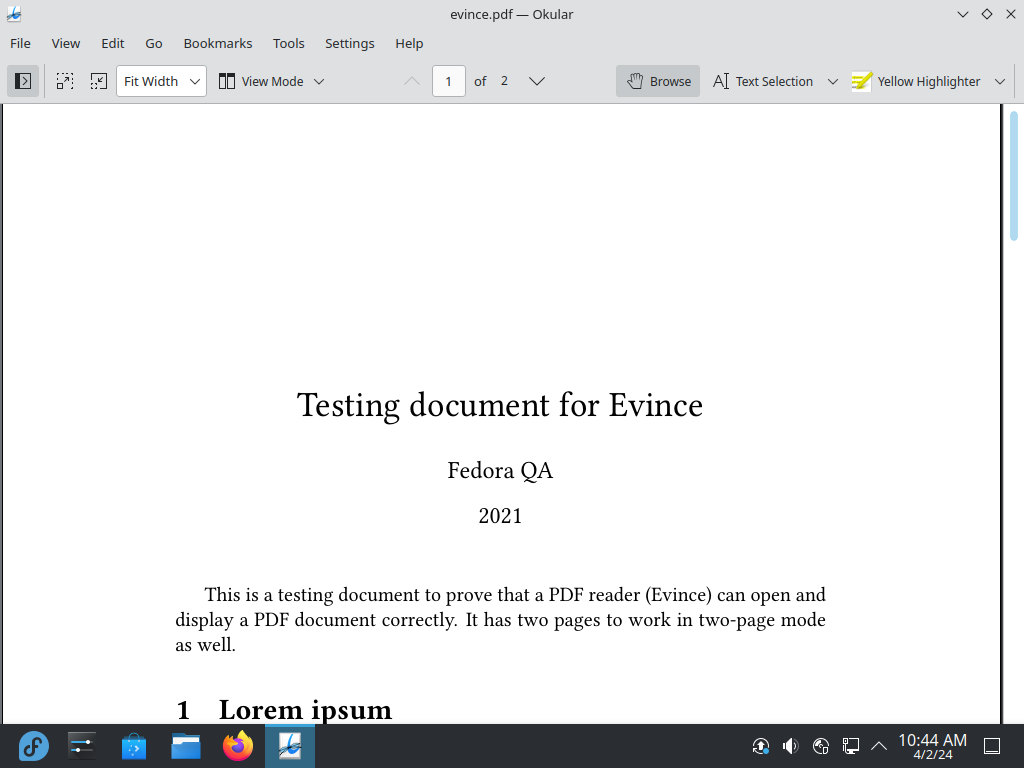 evince.pdf — Okular
File View Edit Go Bookmarks Tools Settings Help
Fit Width View Mode 1 of 2 Browse Text Selection Yellow Highlighter
Testing document for Evince
Fedora QA
2021
This is a testing document to prove that a PDF reader (Evince) can open and
display a PDF document correctly. It has two pages to work in two-page mode
as well.
1 Lorem ipsum
10:44 AM
4/2/24